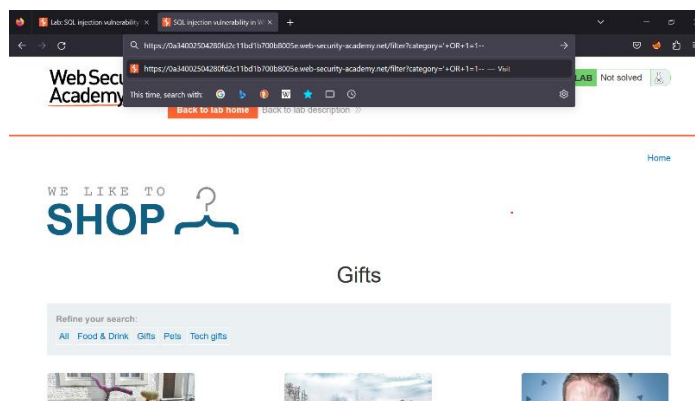 Lab: SQL injection vulnerability
SQL injection vulnerability in W
https://0a34002504280fd2c11bd1b700b8005e.web-security-academy.net/filter?category='+OR+1=1--
https://0a34002504280fd2c11bd1b700b8005e.web-security-academy.net/filter?category='+OR+1=1-- — Visit
This time, search with:
Web Secu
Academy
LAB Not solved
Back to lab home Back to lab description
Home
WE LIKE TO
SHOP
Gifts
Refine your search:
All Food & Drink Gifts Pets Tech gifts